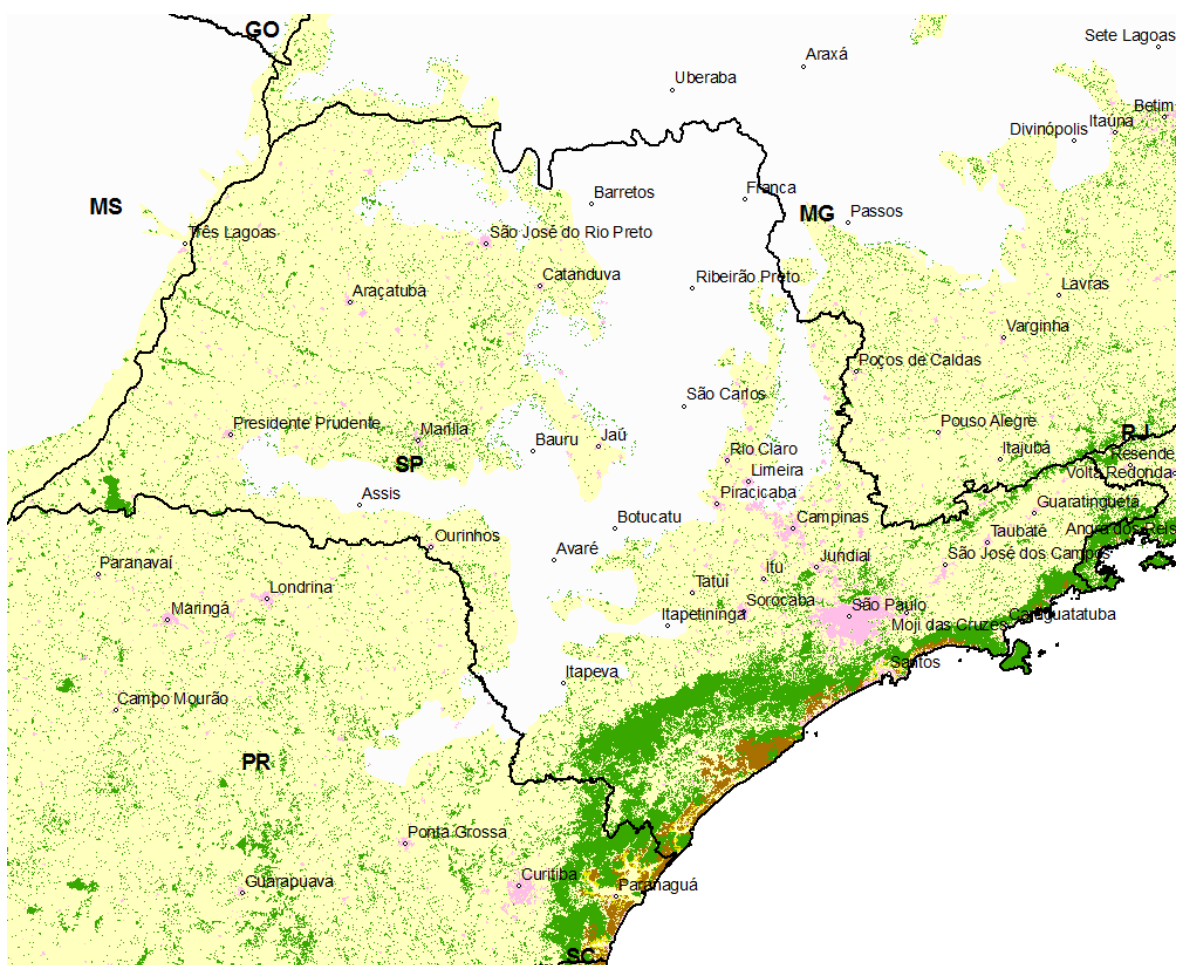 GO
Sete Lagoas
Araxá
Uberaba
Betim
Itaúna
Divinópolis
MS
Barretos
Franca
MG
Passos
Três Lagoas
São José do Rio Preto
Catanduva
Ribeirão Preto
Araçatuba
Lavras
Varginha
Poços de Caldas
São Carlos
Presidente Prudente
Marília
Bauru
Jaú
Pouso Alegre
RJ
SP
Rio Claro
Itajubá
Resende
Limeira
Volta Redonda
Assis
Piracicaba
Guaratinguetá
Botucatu
Campinas
Angra dos Reis
Ourinhos
Avaré
Taubaté
Paranavaí
Jundiaí
São José dos Campos
Itu
Tatuí
Londrina
Maringá
Itapetininga
Sorocaba
São Paulo
Moji das Cruzes
Caraguatatuba
Santos
Itapeva
Campo Mourão
PR
Ponta Grossa
Guarapuava
Curitiba
Paranaguá
SC